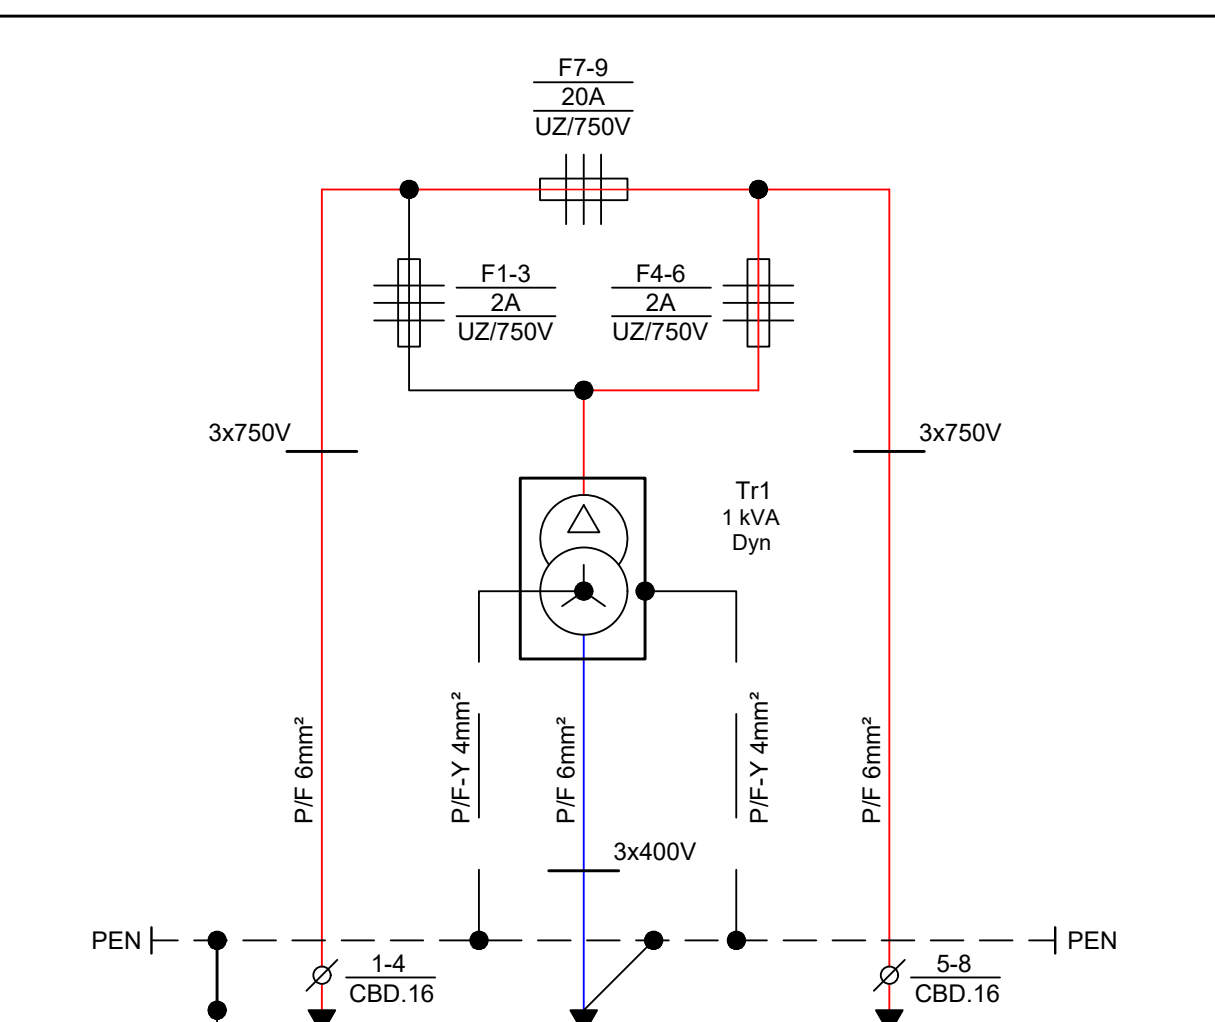 F7-9
20A
UZ/750V
F1-3
2A
UZ/750V
F4-6
2A
UZ/750V
3x750V
3x750V
Tr1
1 kVA
Dyn
P/F 6mm²
P/F-Y 4mm²
P/F 6mm²
P/F-Y 4mm²
P/F 6mm²
3x400V
PEN
PEN
1-4
CBD.16
5-8
CBD.16